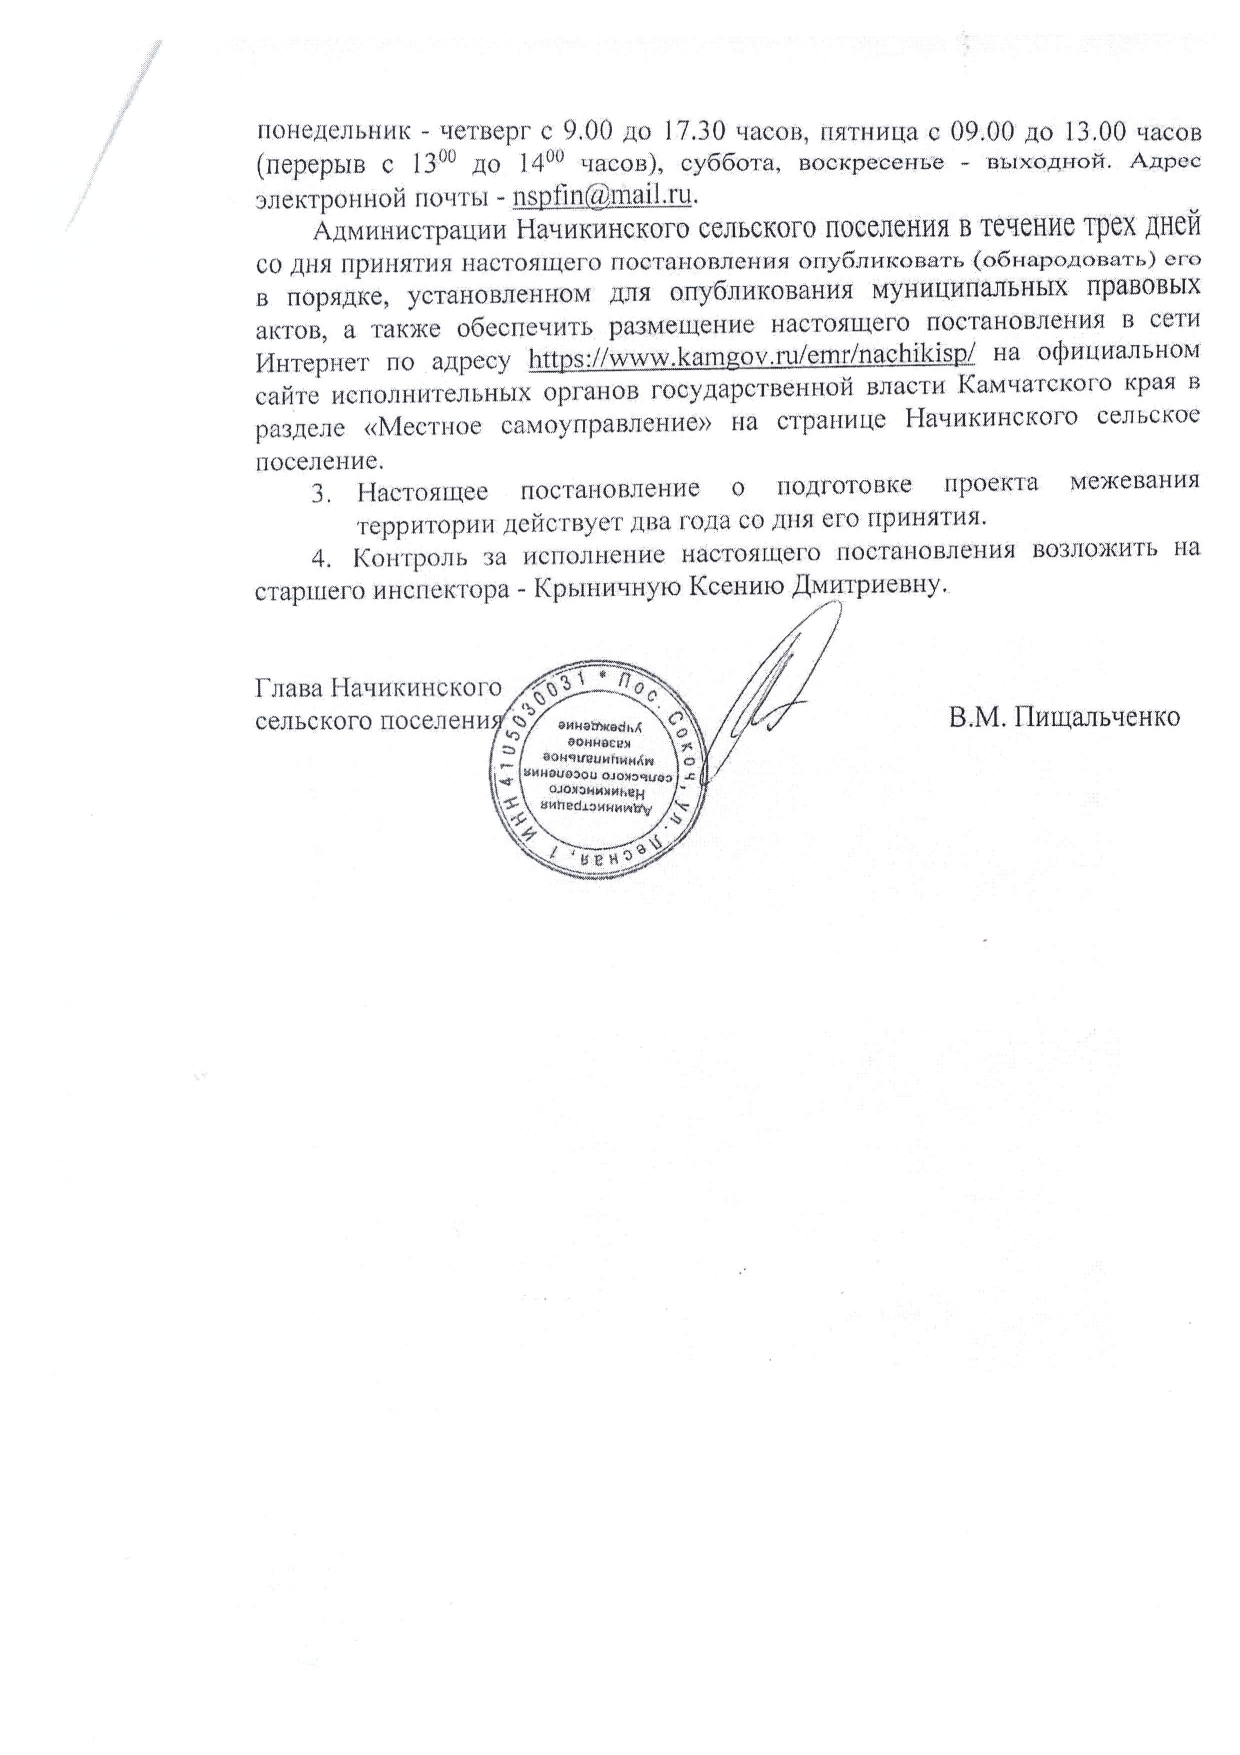 понедельник - четверг с 9.00 до 17.30 часов, пятница с 09.00 до 13.00 часов
(перерыв с 13⁰⁰ до 14⁰⁰ часов), суббота, воскресенье - выходной. Адрес
электронной почты - nspfin@mail.ru.
Администрации Начикинского сельского поселения в течение трех дней
со дня принятия настоящего постановления опубликовать (обнародовать) его
в порядке, установленном для опубликования муниципальных правовых
актов, а также обеспечить размещение настоящего постановления в сети
Интернет по адресу https://www.kamgov.ru/emr/nachikisp/ на официальном
сайте исполнительных органов государственной власти Камчатского края в
разделе «Местное самоуправление» на странице Начикинского сельское
поселение.
3. Настоящее постановление о подготовке проекта межевания
территории действует два года со дня его принятия.
4. Контроль за исполнение настоящего постановления возложить на
старшего инспектора - Крыничную Ксению Дмитриевну.
Глава Начикинского
сельского поселения
В.М. Пищальченко
ИНН 4105030031 * Пос. Сокоч, ул. Лесная, 1
Администрация
Начикинского
сельского поселения
муниципальное
казенное
учреждение